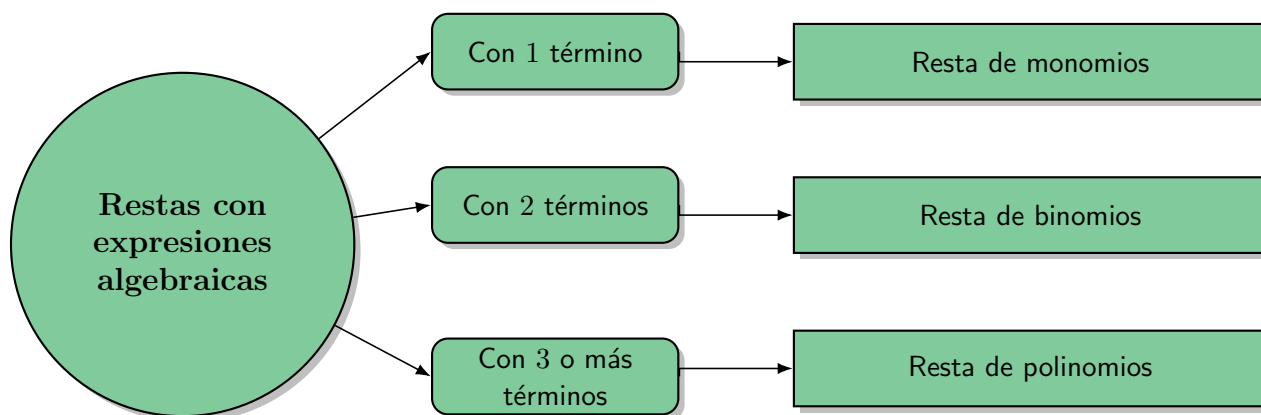 Restas con
expresiones
algebraicas
Con 1 término
Resta de monomios
Con 2 términos
Resta de binomios
Con 3 o más
términos
Resta de polinomios